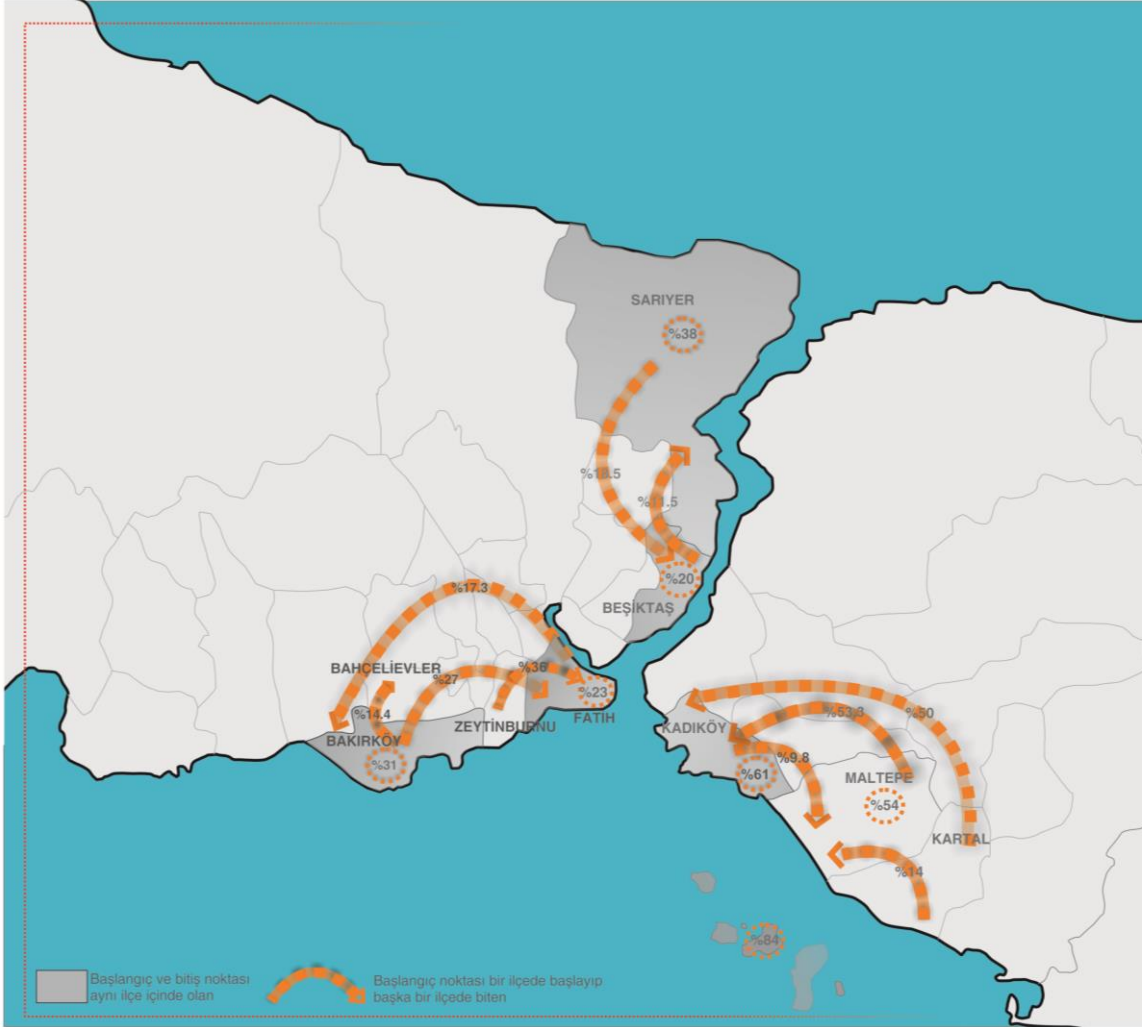 SARIYER
%38
%18.5
%11.5
%20
BEŞİKTAŞ
%17.3
BAHÇELİEVLER
%27
%36
%23
FATİH
%14.4
ZEYTİNBURNU
BAKIRKÖY
%31
KADIKÖY
%50
%53,3
%9.8
%61
MALTEPE
%54
KARTAL
%14
%84
Başlangıç ve bitiş noktası
aynı ilçe içinde olan
Başlangıç noktası bir ilçede başlayıp
başka bir ilçede biten